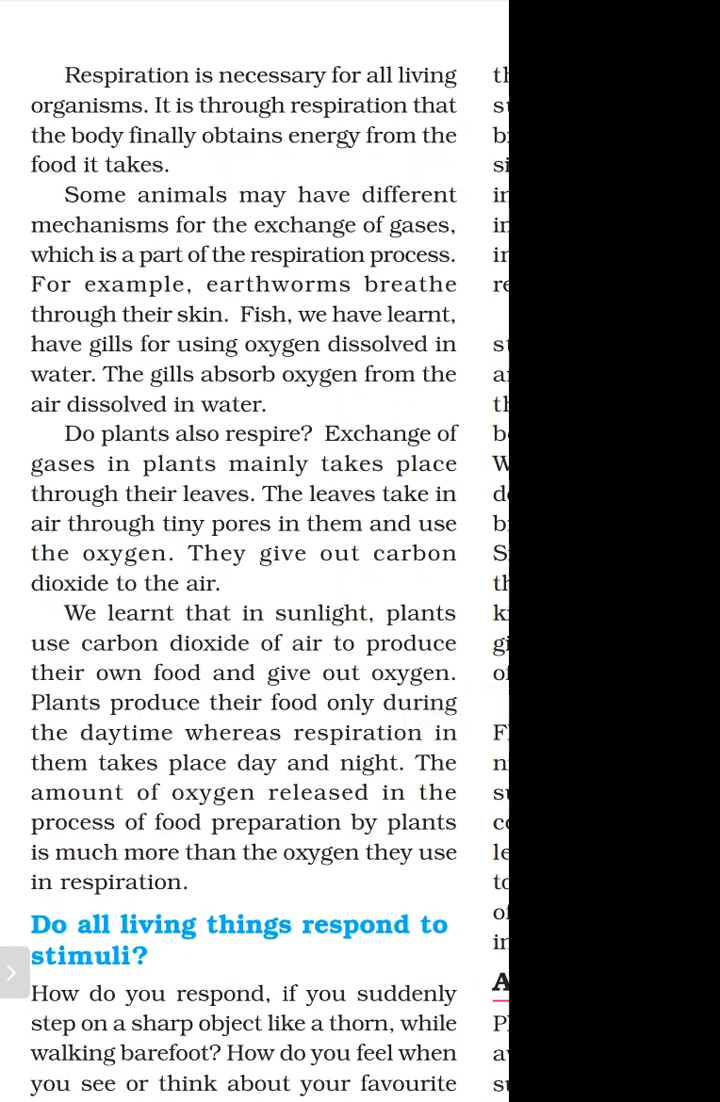 Respiration is necessary for all living
organisms. It is through respiration that
the body finally obtains energy from the
food it takes.
Some animals may have different
mechanisms for the exchange of gases,
which is a part of the respiration process.
For example, earthworms breathe
through their skin. Fish, we have learnt,
have gills for using oxygen dissolved in
water. The gills absorb oxygen from the
air dissolved in water.
Do plants also respire? Exchange of
gases in plants mainly takes place
through their leaves. The leaves take in
air through tiny pores in them and use
the oxygen. They give out carbon
dioxide to the air.
We learnt that in sunlight, plants
use carbon dioxide of air to produce
their own food and give out oxygen.
Plants produce their food only during
the daytime whereas respiration in
them takes place day and night. The
amount of oxygen released in the
process of food preparation by plants
is much more than the oxygen they use
in respiration.
Do all living things respond to
stimuli?
How do you respond, if you suddenly
step on a sharp object like a thorn, while
walking barefoot? How do you feel when
you see or think about your favourite